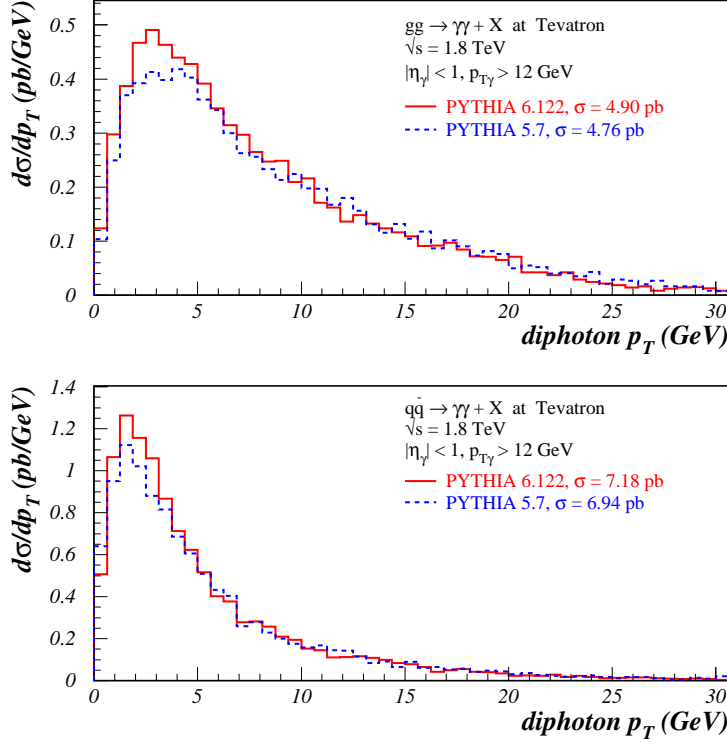 dσ/dp_T (pb/GeV)
0.5
0.4
0.3
0.2
0.1
0
gg → γγ + X at Tevatron
√s = 1.8 TeV
|η_γ| < 1, p_Tγ > 12 GeV
PYTHIA 6.122, σ = 4.90 pb
PYTHIA 5.7, σ = 4.76 pb
0 5 10 15 20 25 30
diphoton p_T (GeV)
dσ/dp_T (pb/GeV)
1.4
1.2
1
0.8
0.6
0.4
0.2
0
qq̄ → γγ + X at Tevatron
√s = 1.8 TeV
|η_γ| < 1, p_Tγ > 12 GeV
PYTHIA 6.122, σ = 7.18 pb
PYTHIA 5.7, σ = 6.94 pb
0 5 10 15 20 25 30
diphoton p_T (GeV)